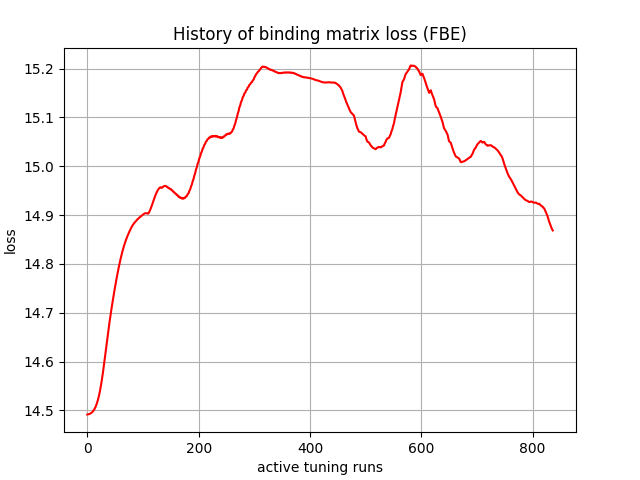 History of binding matrix loss (FBE)
15.2
15.1
15.0
14.9
14.8
14.7
14.6
14.5
loss
0 200 400 600 800
active tuning runs